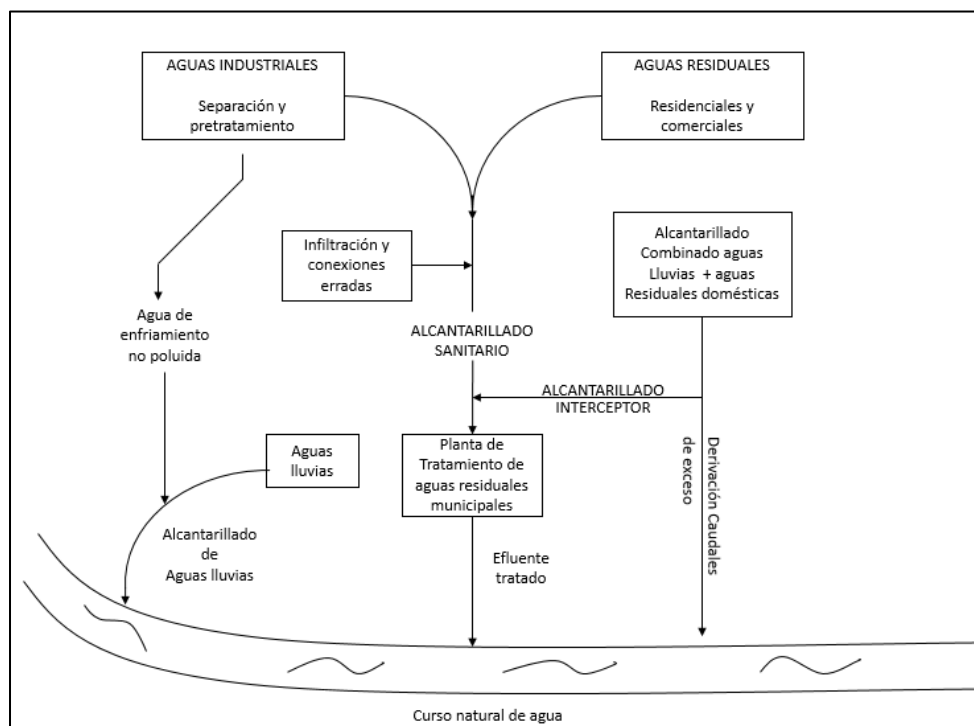 AGUAS INDUSTRIALES
Separación y
pretratamiento
AGUAS RESIDUALES
Residenciales y
comerciales
Infiltración y
conexiones
erradas
Alcantarillado
Combinado aguas
Lluvias + aguas
Residuales domésticas
Agua de
enfriamiento
no poluida
ALCANTARILLADO
SANITARIO
ALCANTARILLADO
INTERCEPTOR
Derivación Caudales
de exceso
Aguas
lluvias
Planta de
Tratamiento de
aguas residuales
municipales
Alcantarillado
de
Aguas lluvias
Efluente
tratado
Curso natural de agua